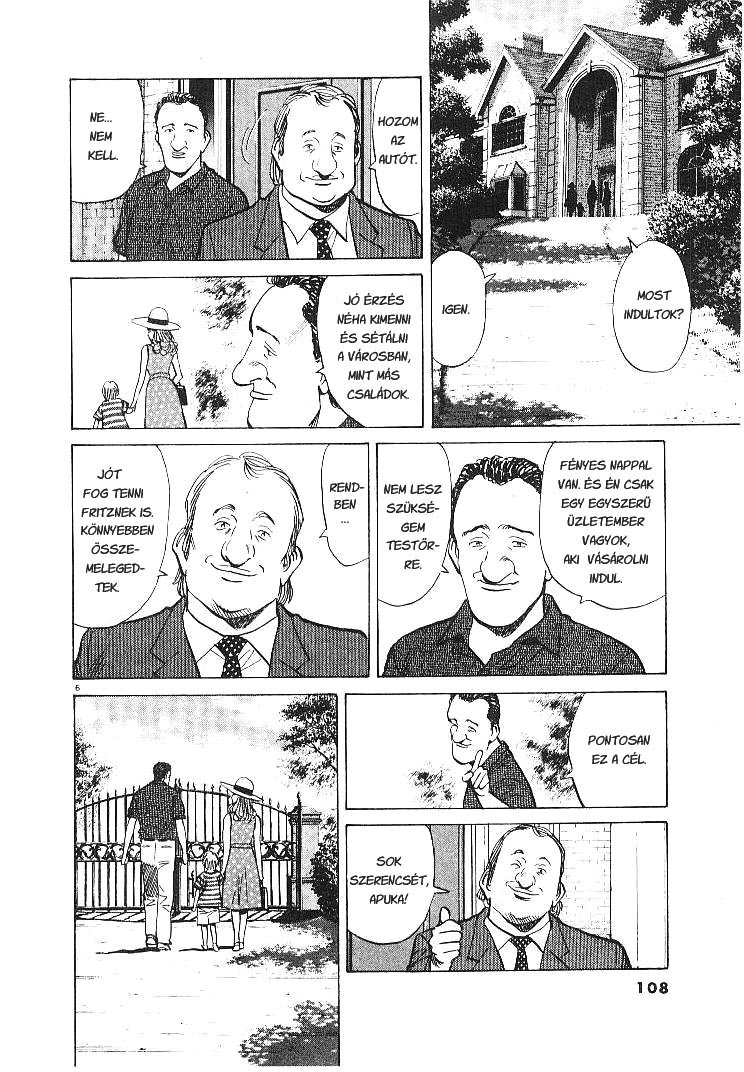 MOST
INDULTOK?
IGEN.
HOZOM
AZ
AUTÓT.
NE...
NEM
KELL.
JÓ ÉRZÉS
NÉHA KIMENNI
ÉS SÉTÁLNI
A VÁROSBAN,
MINT MÁS
CSALÁDOK.
FÉNYES NAPPAL
VAN. ÉS ÉN CSAK
EGY EGYSZERŰ
ÜZLETEMBER
VAGYOK,
AKI VÁSÁROLNI
INDUL.
NEM LESZ
SZÜKSÉ-
GEM
TESTŐR-
RE.
REND-
BEN
...
JÓT
FOG TENNI
FRITZNEK IS.
KÖNNYEBBEN
ÖSSZE-
MELEGED-
TEK.
6
PONTOSAN
EZ A CÉL.
SOK
SZERENCSÉT,
APUKA!
108